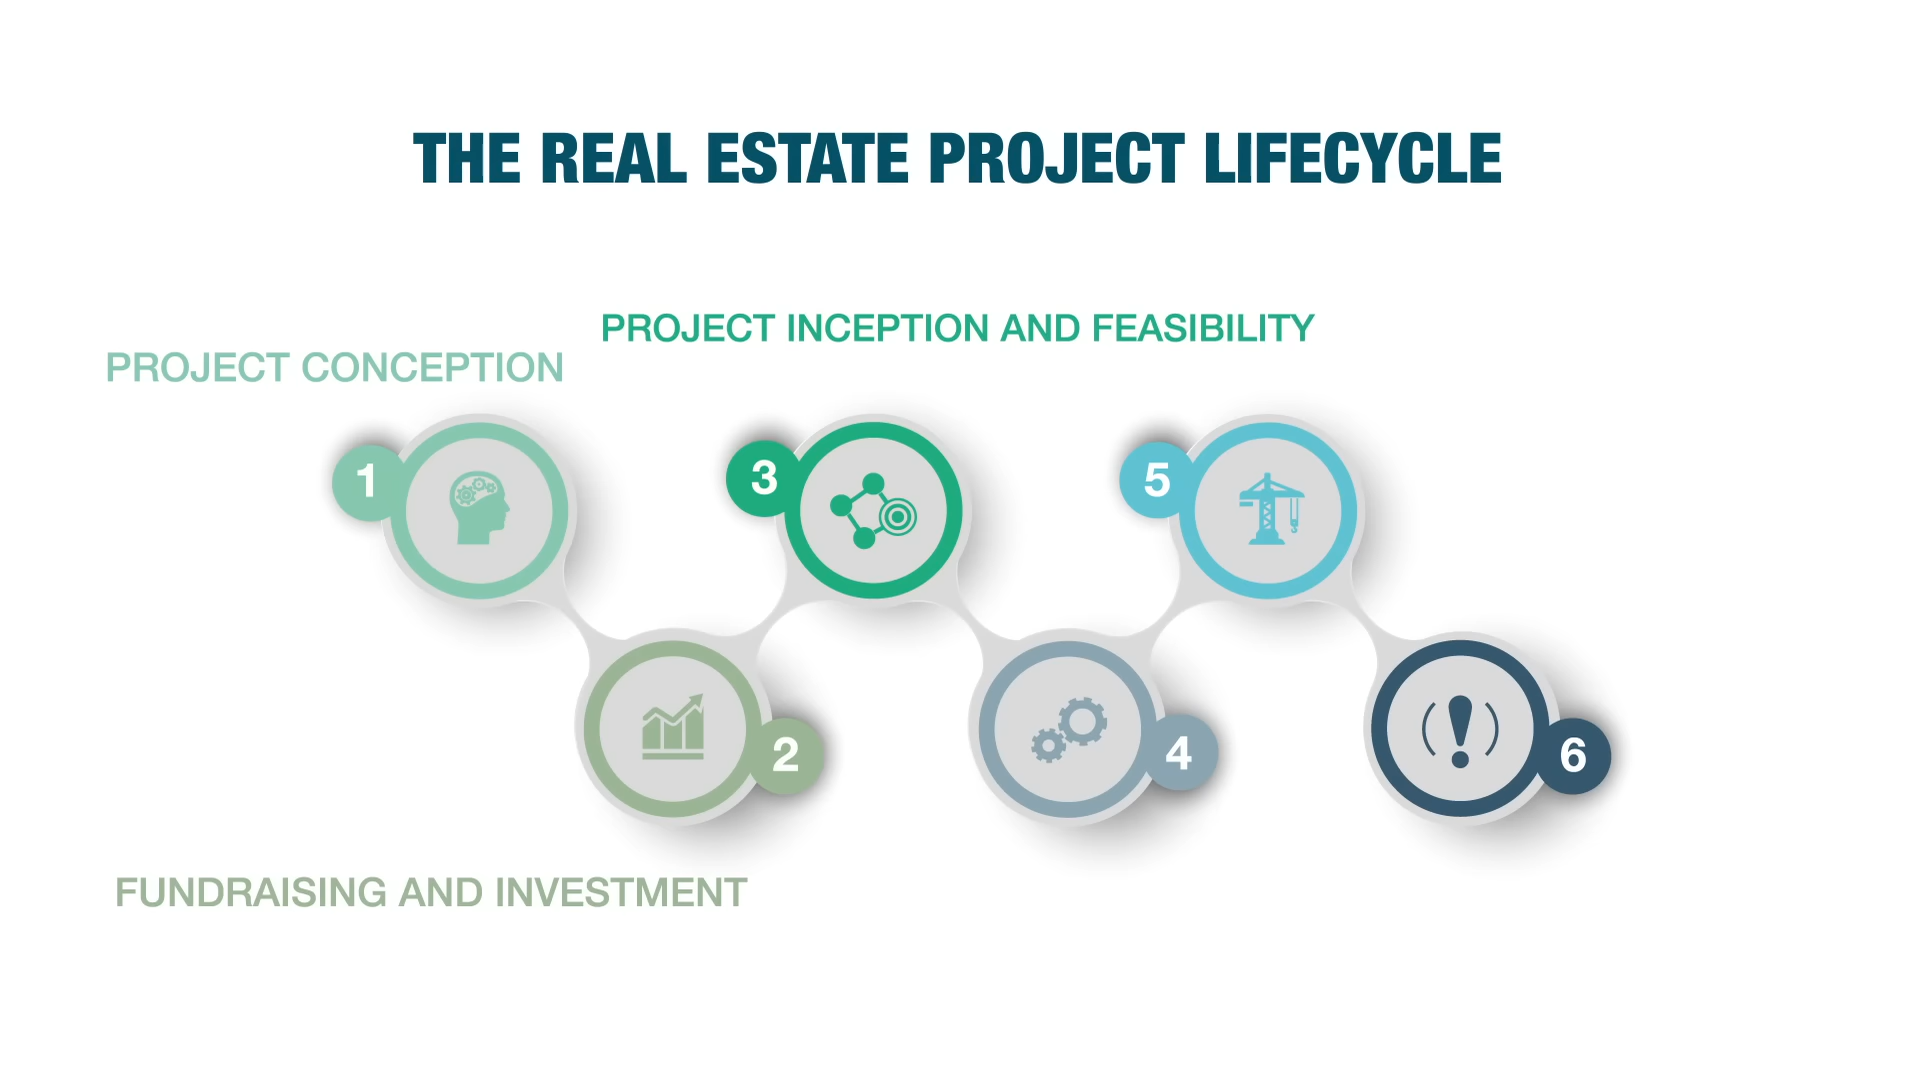 THE REAL ESTATE PROJECT LIFECYCLE
PROJECT INCEPTION AND FEASIBILITY
PROJECT CONCEPTION
1
3
5
2
4
6
FUNDRAISING AND INVESTMENT